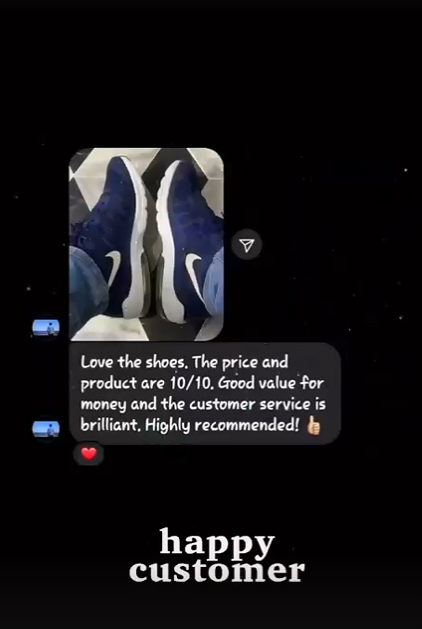 Love the shoes. The price and
product are 10/10. Good value for
money and the customer service is
brilliant. Highly recommended! 👍🏼
happy
customer